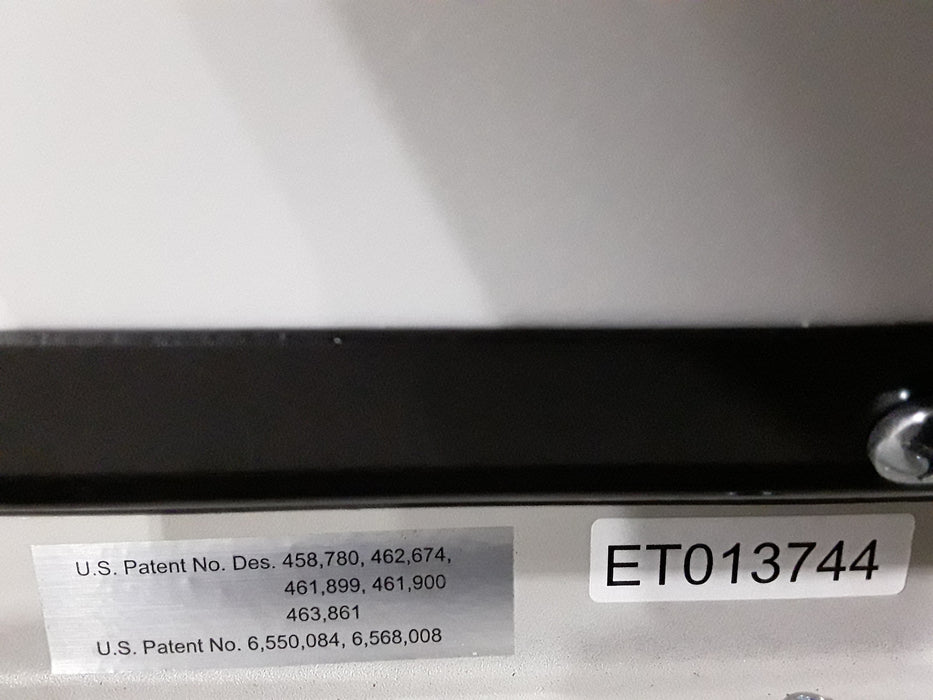 U.S. Patent No. Des. 458,780, 462,674,
461,899, 461,900
463,861
U.S. Patent No. 6,550,084, 6,568,008
ET013744